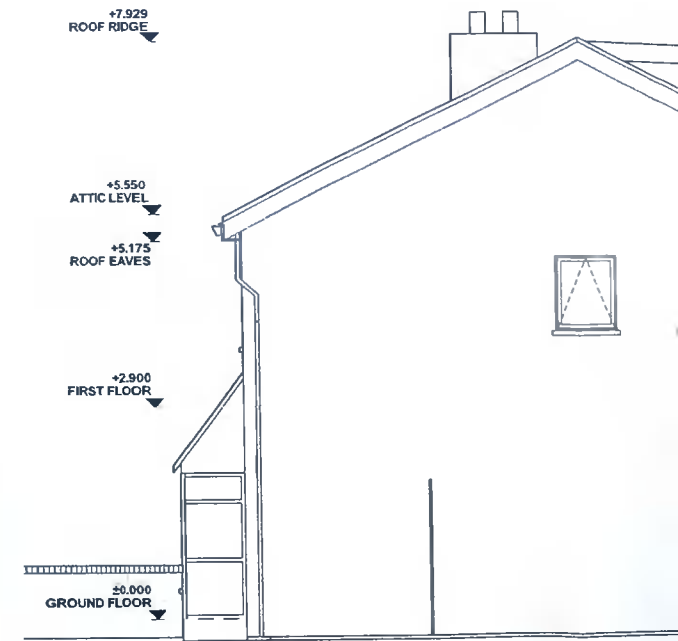 +7.929
ROOF RIDGE
+5.550
ATTIC LEVEL
+5.175
ROOF EAVES
+2.900
FIRST FLOOR
±0.000
GROUND FLOOR